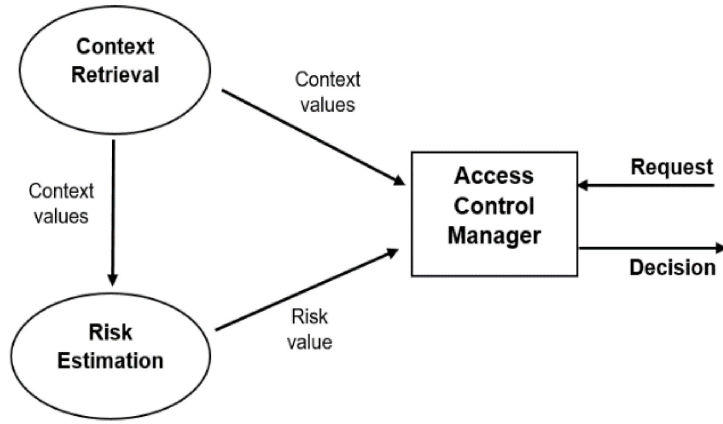 Context
Retrieval
Context
values
Context
values
Access
Control
Manager
Request
Decision
Risk
Estimation
Risk
value